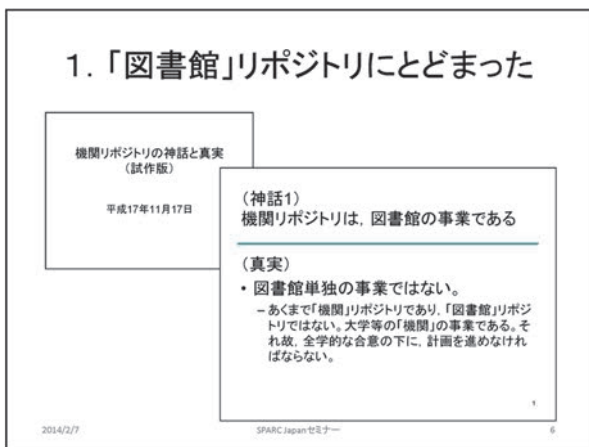 1．「図書館」リポジトリにとどまった
機関リポジトリの神話と真実
（試作版）
平成17年11月17日
（神話1）
機関リポジトリは，図書館の事業である
（真実）
• 図書館単独の事業ではない。
– あくまで「機関」リポジトリであり，「図書館」リポジ
トリではない。大学等の「機関」の事業である。そ
れ故，全学的な合意の下に，計画を進めなけれ
ばならない。
1
2014/2/7
SPARC Japanセミナー
6